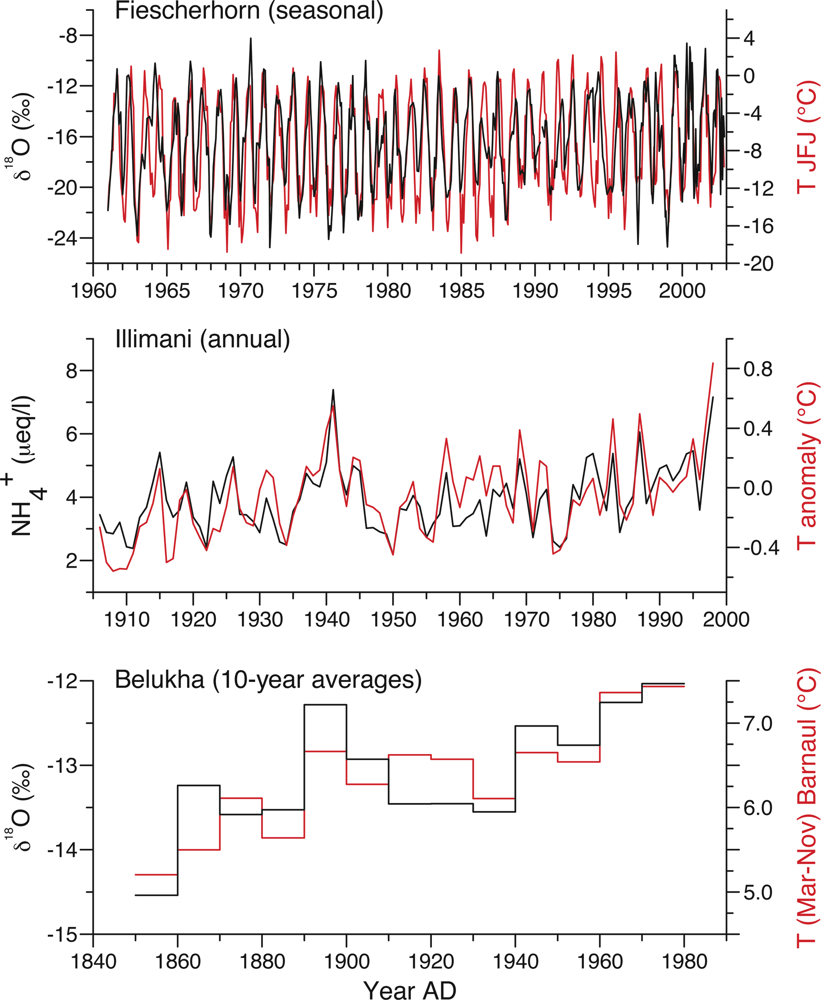 Fiescherhorn (seasonal)
δ 18O (‰)
-8
-12
-16
-20
-24
4
0
-4
-8
-12
-16
-20
T JFJ (°C)
1960 1965 1970 1975 1980 1985 1990 1995 2000
Illimani (annual)
NH4+ (µeq/l)
8
6
4
2
0.8
0.4
0.0
-0.4
T anomaly (°C)
1910 1920 1930 1940 1950 1960 1970 1980 1990 2000
Belukha (10-year averages)
δ 18O (‰)
-12
-13
-14
-15
7.0
6.0
5.0
T (Mar-Nov) Barnaul (°C)
1840 1860 1880 1900 1920 1940 1960 1980
Year AD